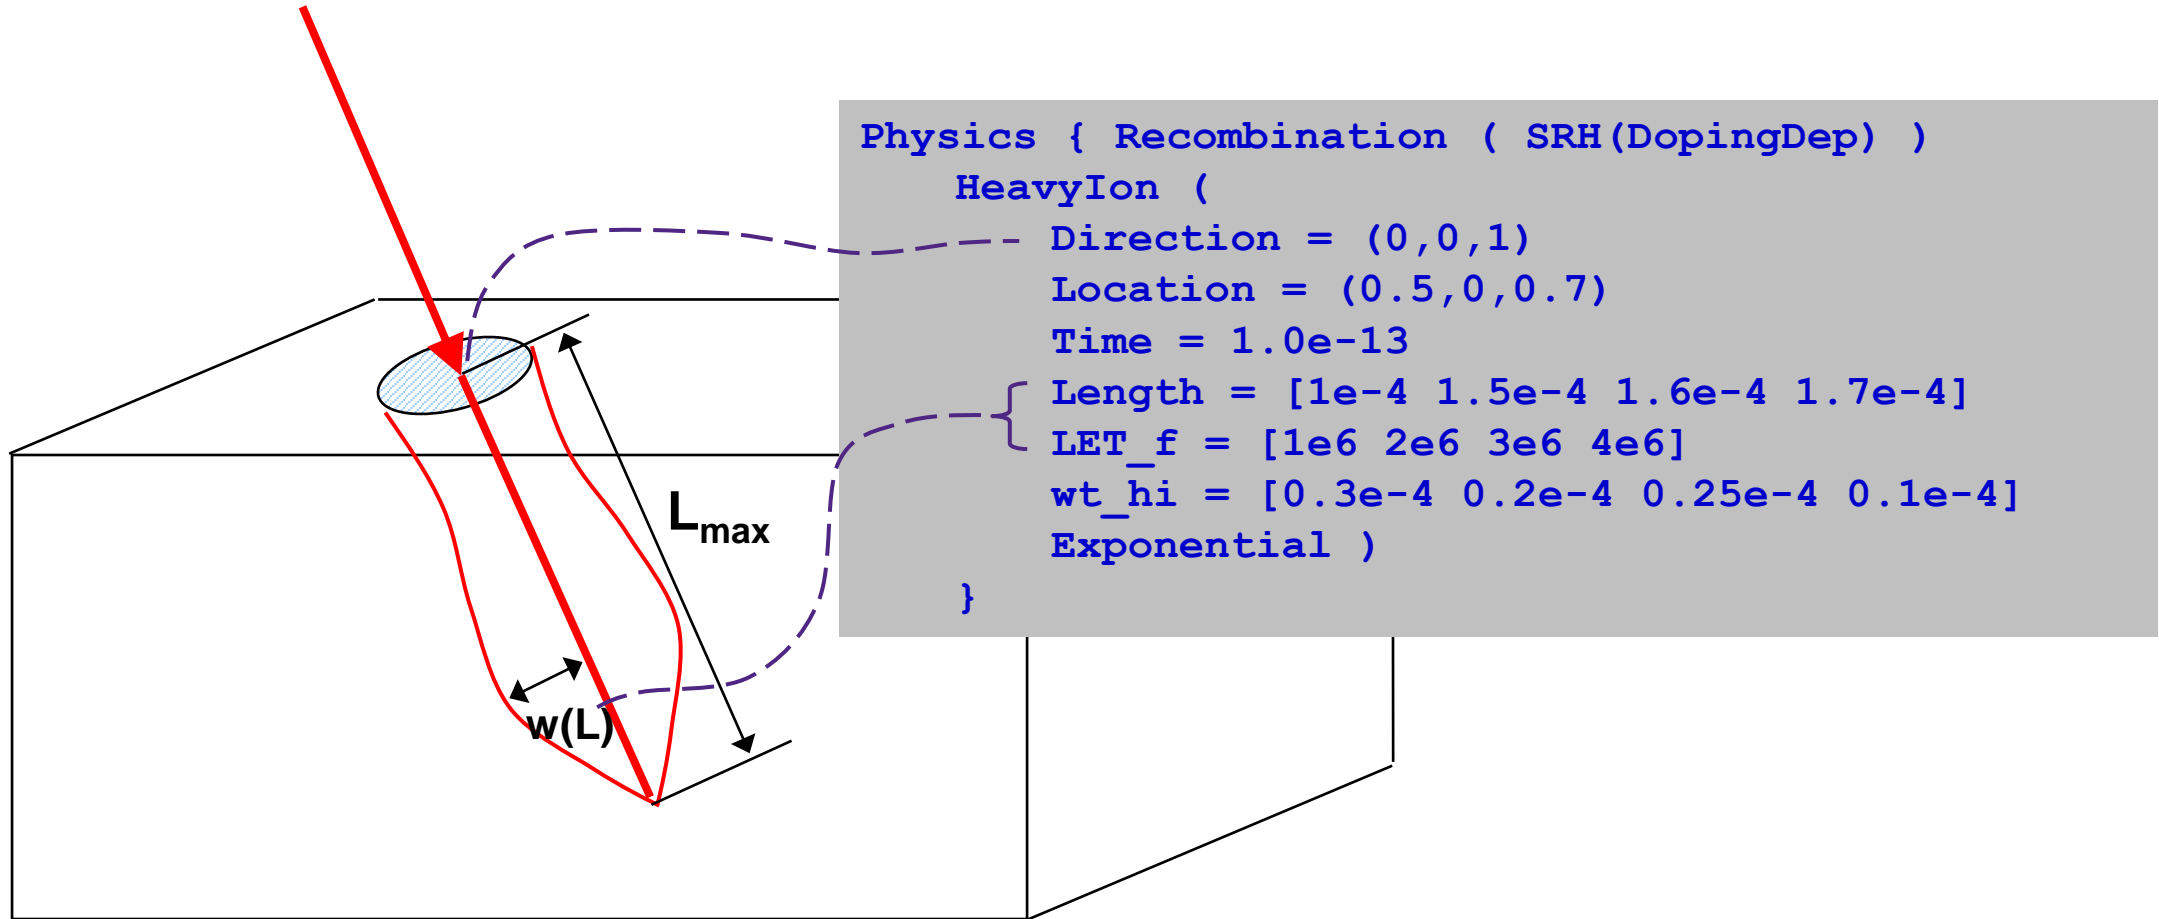 Physics { Recombination ( SRH(DopingDep) )
HeavyIon (
Direction = (0,0,1)
Location = (0.5,0,0.7)
Time = 1.0e-13
Length = [1e-4 1.5e-4 1.6e-4 1.7e-4]
LET_f = [1e6 2e6 3e6 4e6]
wt_hi = [0.3e-4 0.2e-4 0.25e-4 0.1e-4]
Exponential )
}
Lmax
w(L)